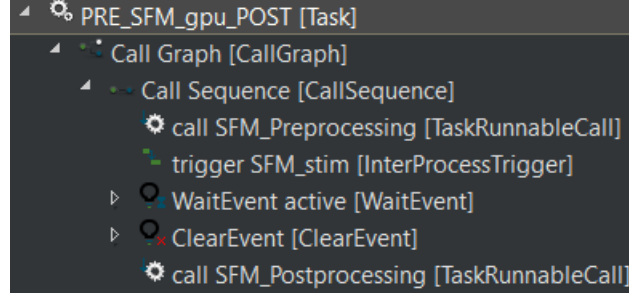 PRE_SFM_gpu_POST [Task]
Call Graph [CallGraph]
Call Sequence [CallSequence]
call SFM_Preprocessing [TaskRunnableCall]
trigger SFM_stim [InterProcessTrigger]
WaitEvent active [WaitEvent]
ClearEvent [ClearEvent]
call SFM_Postprocessing [TaskRunnableCall]